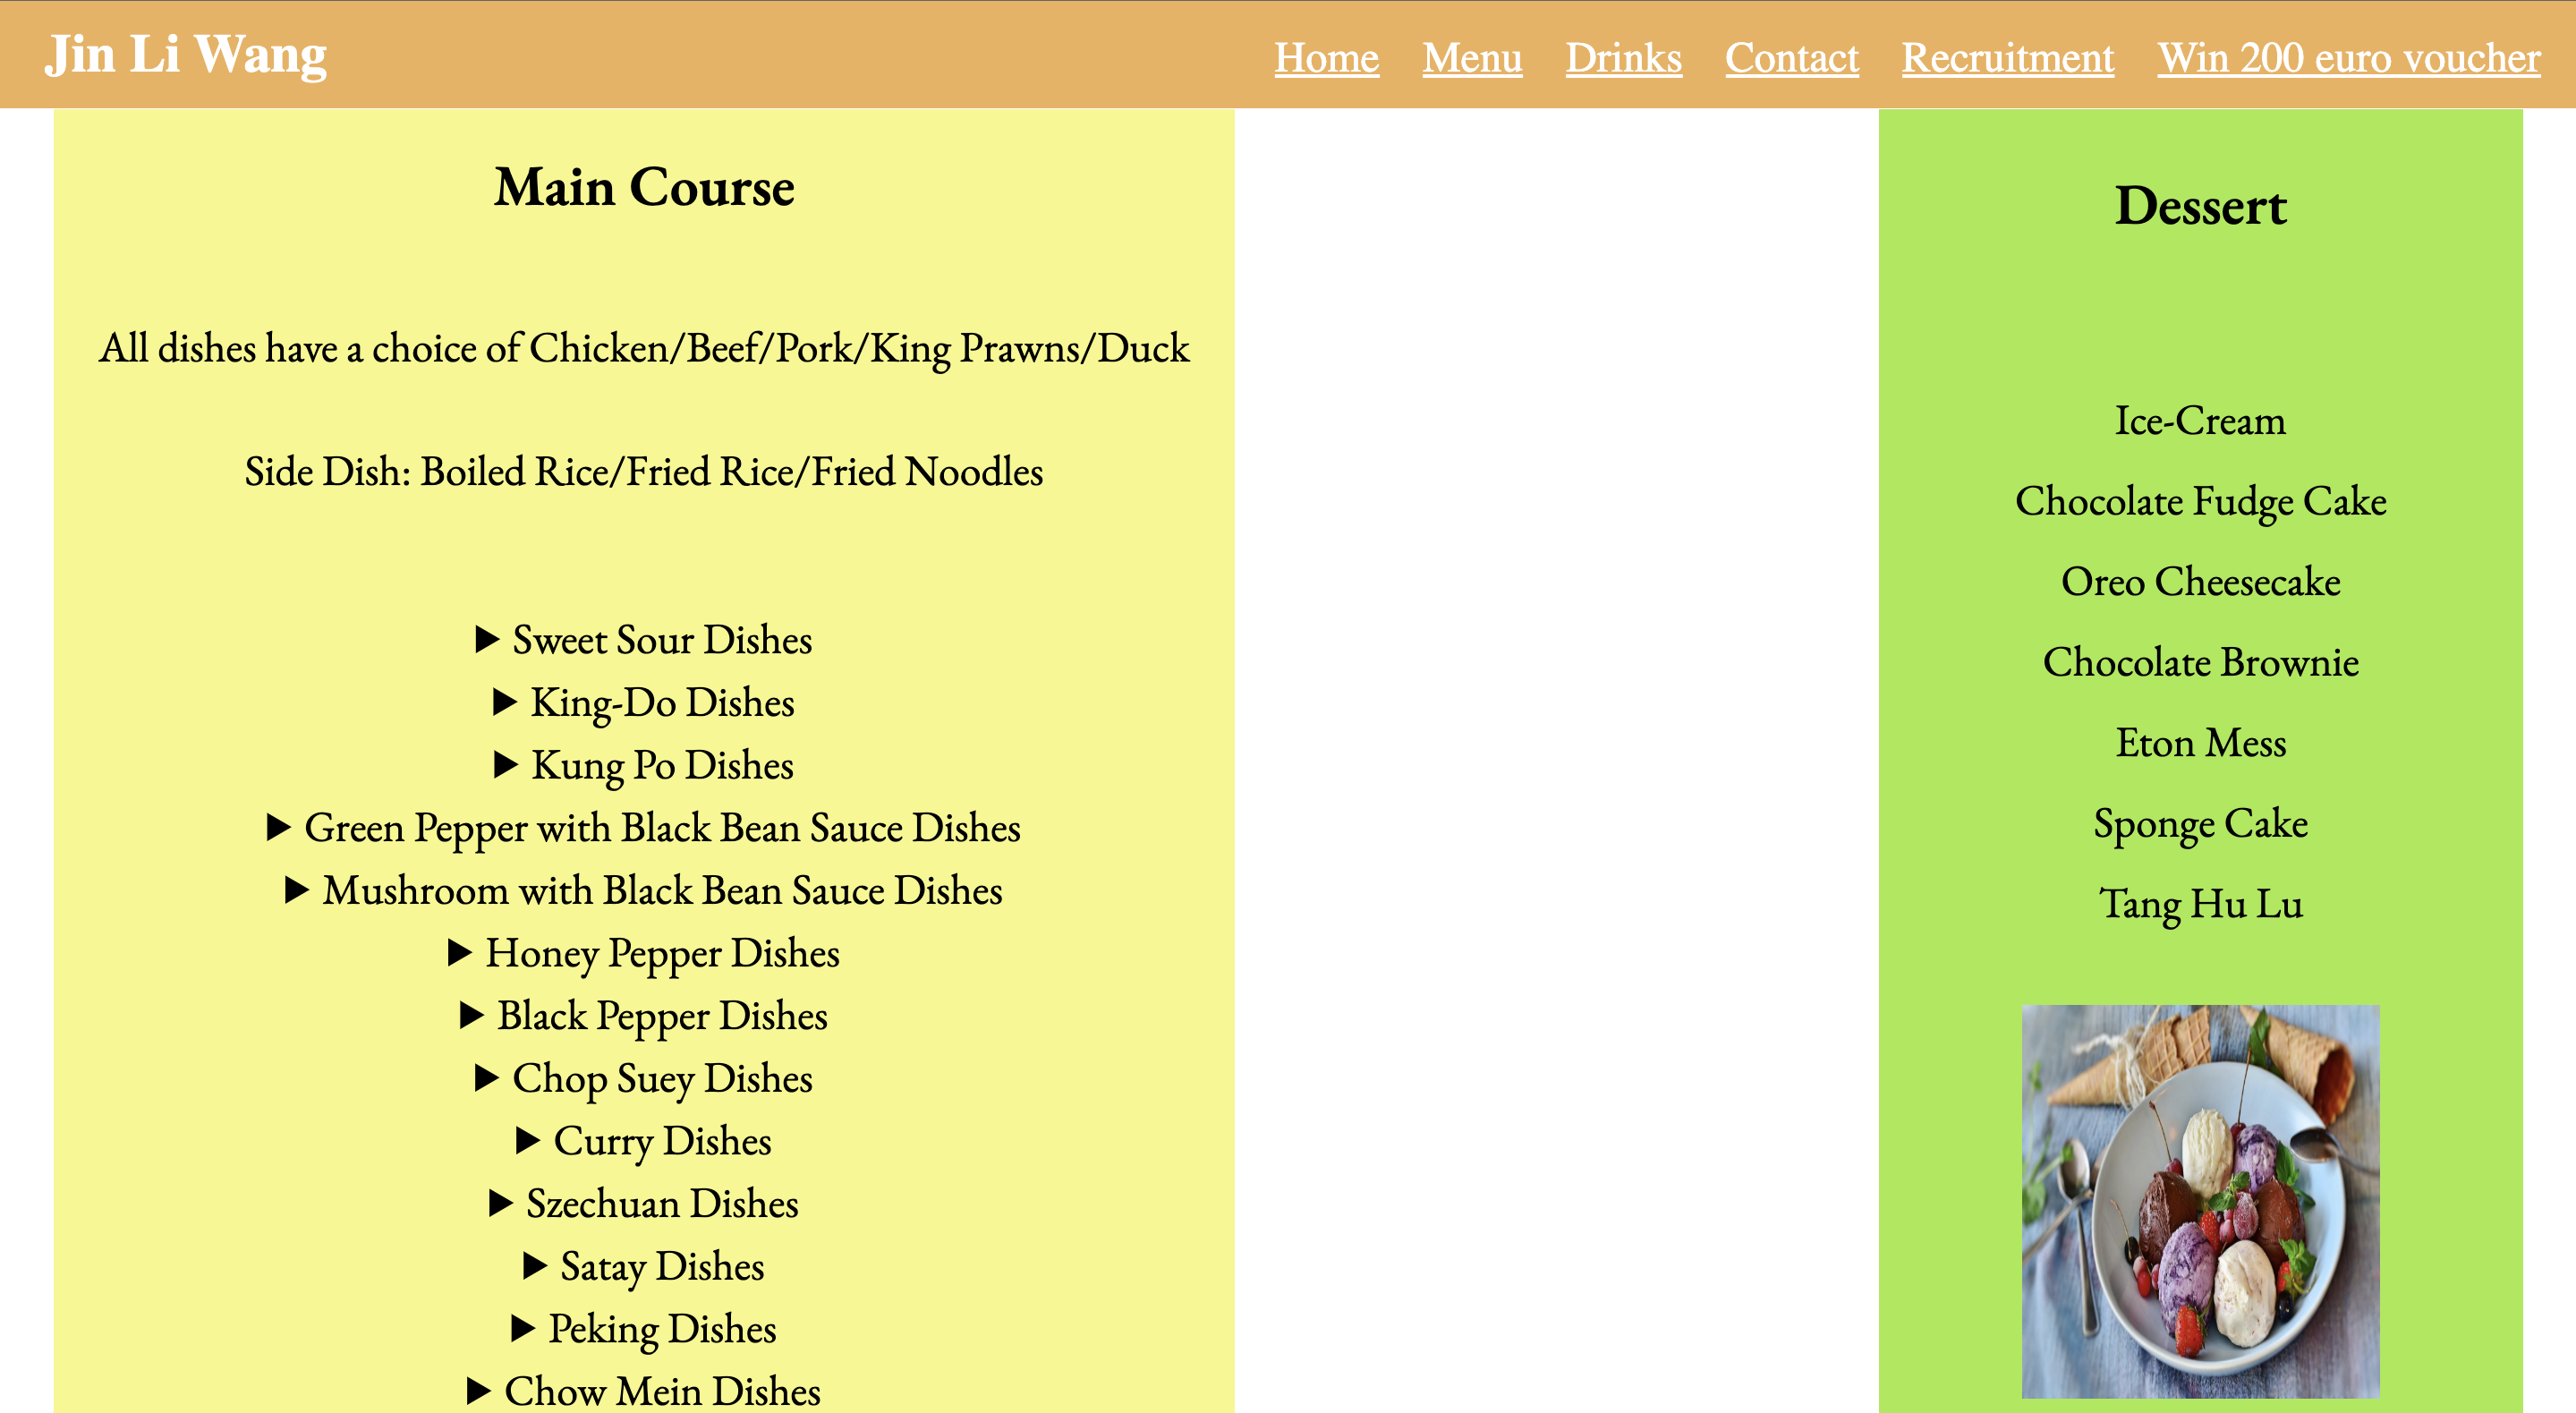 Jin Li Wang
Home Menu Drinks Contact Recruitment Win 200 euro voucher
Main Course
All dishes have a choice of Chicken/Beef/Pork/King Prawns/Duck
Side Dish: Boiled Rice/Fried Rice/Fried Noodles
Sweet Sour Dishes
King-Do Dishes
Kung Po Dishes
Green Pepper with Black Bean Sauce Dishes
Mushroom with Black Bean Sauce Dishes
Honey Pepper Dishes
Black Pepper Dishes
Chop Suey Dishes
Curry Dishes
Szechuan Dishes
Satay Dishes
Peking Dishes
Chow Mein Dishes
Dessert
Ice-Cream
Chocolate Fudge Cake
Oreo Cheesecake
Chocolate Brownie
Eton Mess
Sponge Cake
Tang Hu Lu